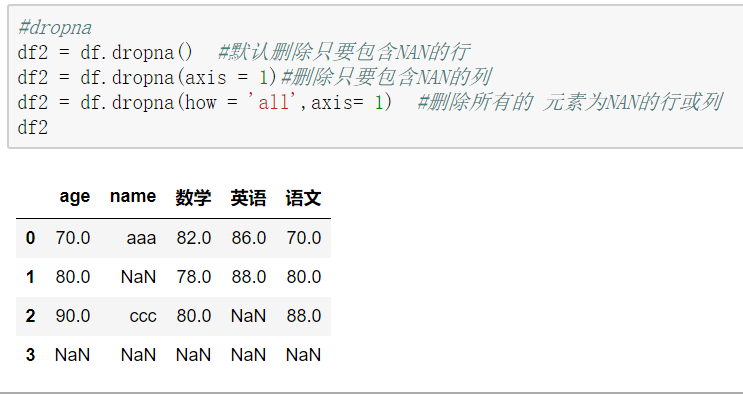 #dropna
df2 = df.dropna()  #默认删除只要包含NAN的行
df2 = df.dropna(axis = 1)#删除只要包含NAN的列
df2 = df.dropna(how = 'all',axis= 1)  #删除所有的 元素为NAN的行或列
df2
age name 数学 英语 语文
0 70.0 aaa 82.0 86.0 70.0
1 80.0 NaN 78.0 88.0 80.0
2 90.0 ccc 80.0 NaN 88.0
3 NaN NaN NaN NaN NaN